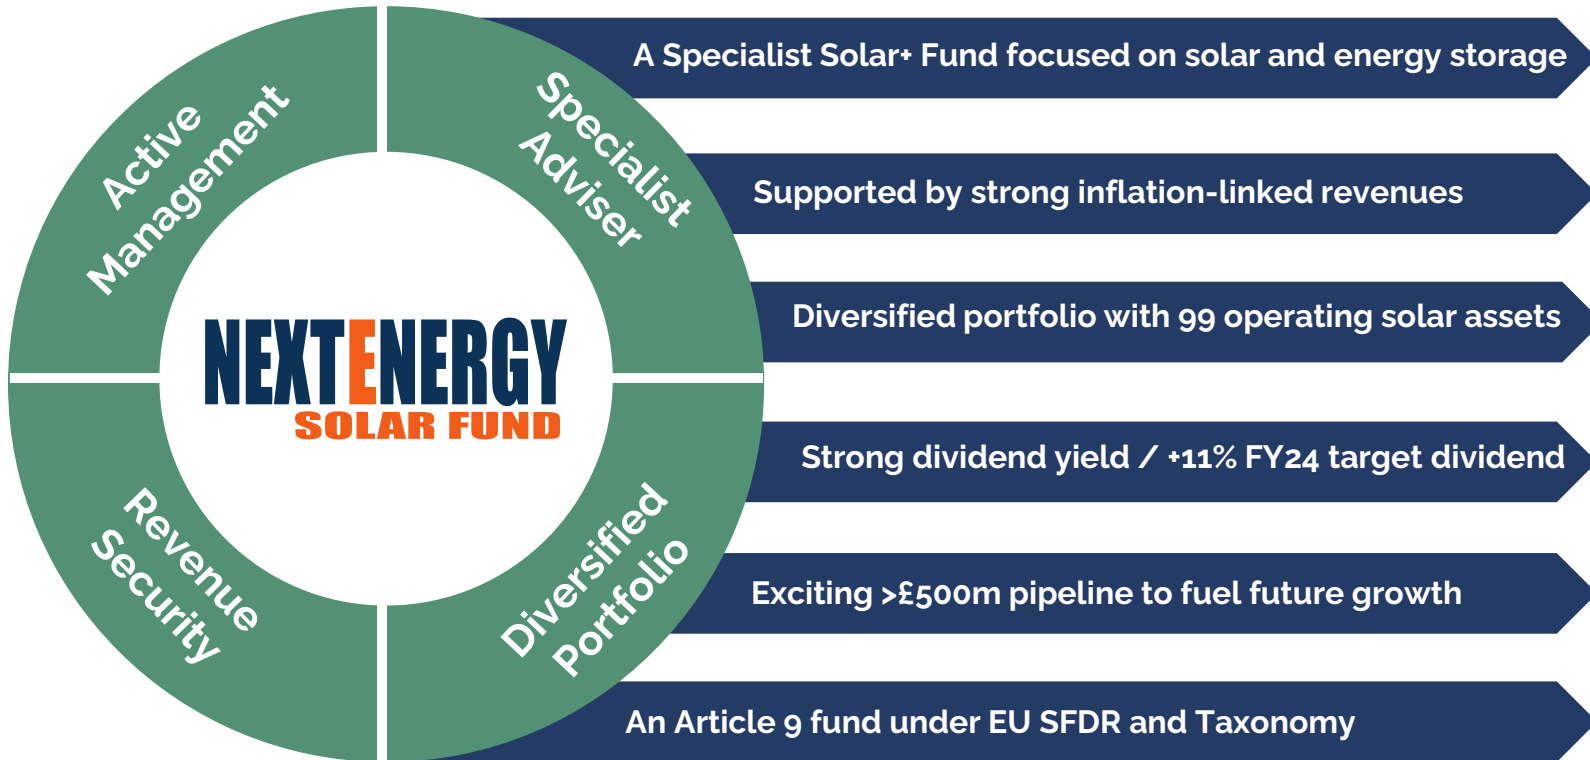 Active
Management
Specialist
Adviser
NEXTENERGY
SOLAR FUND
Revenue
Security
Diversified
Portfolio
A Specialist Solar+ Fund focused on solar and energy storage
Supported by strong inflation-linked revenues
Diversified portfolio with 99 operating solar assets
Strong dividend yield / +11% FY24 target dividend
Exciting >£500m pipeline to fuel future growth
An Article 9 fund under EU SFDR and Taxonomy